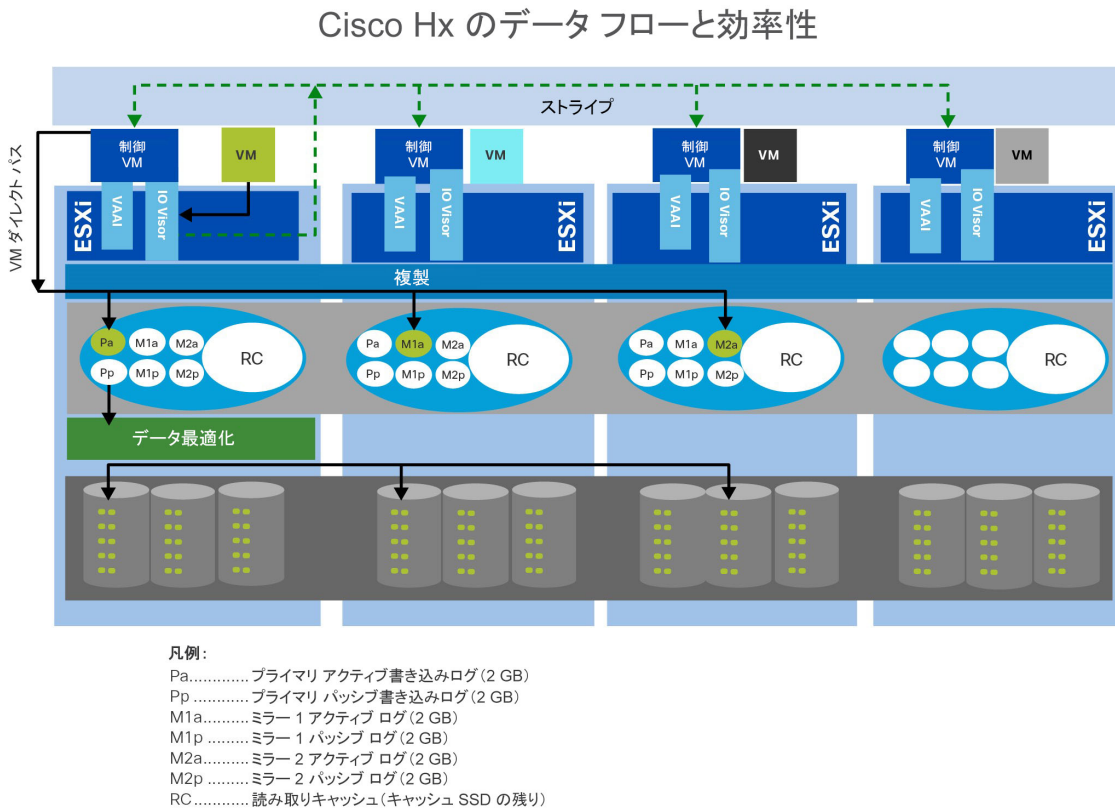 Cisco Hx のデータ フローと効率性
ストライプ
VM ダイレクト パス
制御
VM
VM
制御
VM
VM
制御
VM
VM
制御
VM
VM
ESXi
VAAI
IO Visor
VAAI
IO Visor
ESXi
VAAI
IO Visor
ESXi
VAAI
IO Visor
ESXi
複製
Pa
M1a
M2a
Pp
M1p
M2p
RC
Pa
M1a
M2a
Pp
M1p
M2p
RC
Pa
M1a
M2a
Pp
M1p
M2p
RC
RC
データ最適化
凡例：
Pa............. プライマリ アクティブ書き込みログ（2 GB）
Pp ............. プライマリ パッシブ書き込みログ（2 GB）
M1a.......... ミラー 1 アクティブ ログ（2 GB）
M1p .......... ミラー 1 パッシブ ログ（2 GB）
M2a.......... ミラー 2 アクティブ ログ（2 GB）
M2p .......... ミラー 2 パッシブ ログ（2 GB）
RC............. 読み取りキャッシュ（キャッシュ SSD の残り）